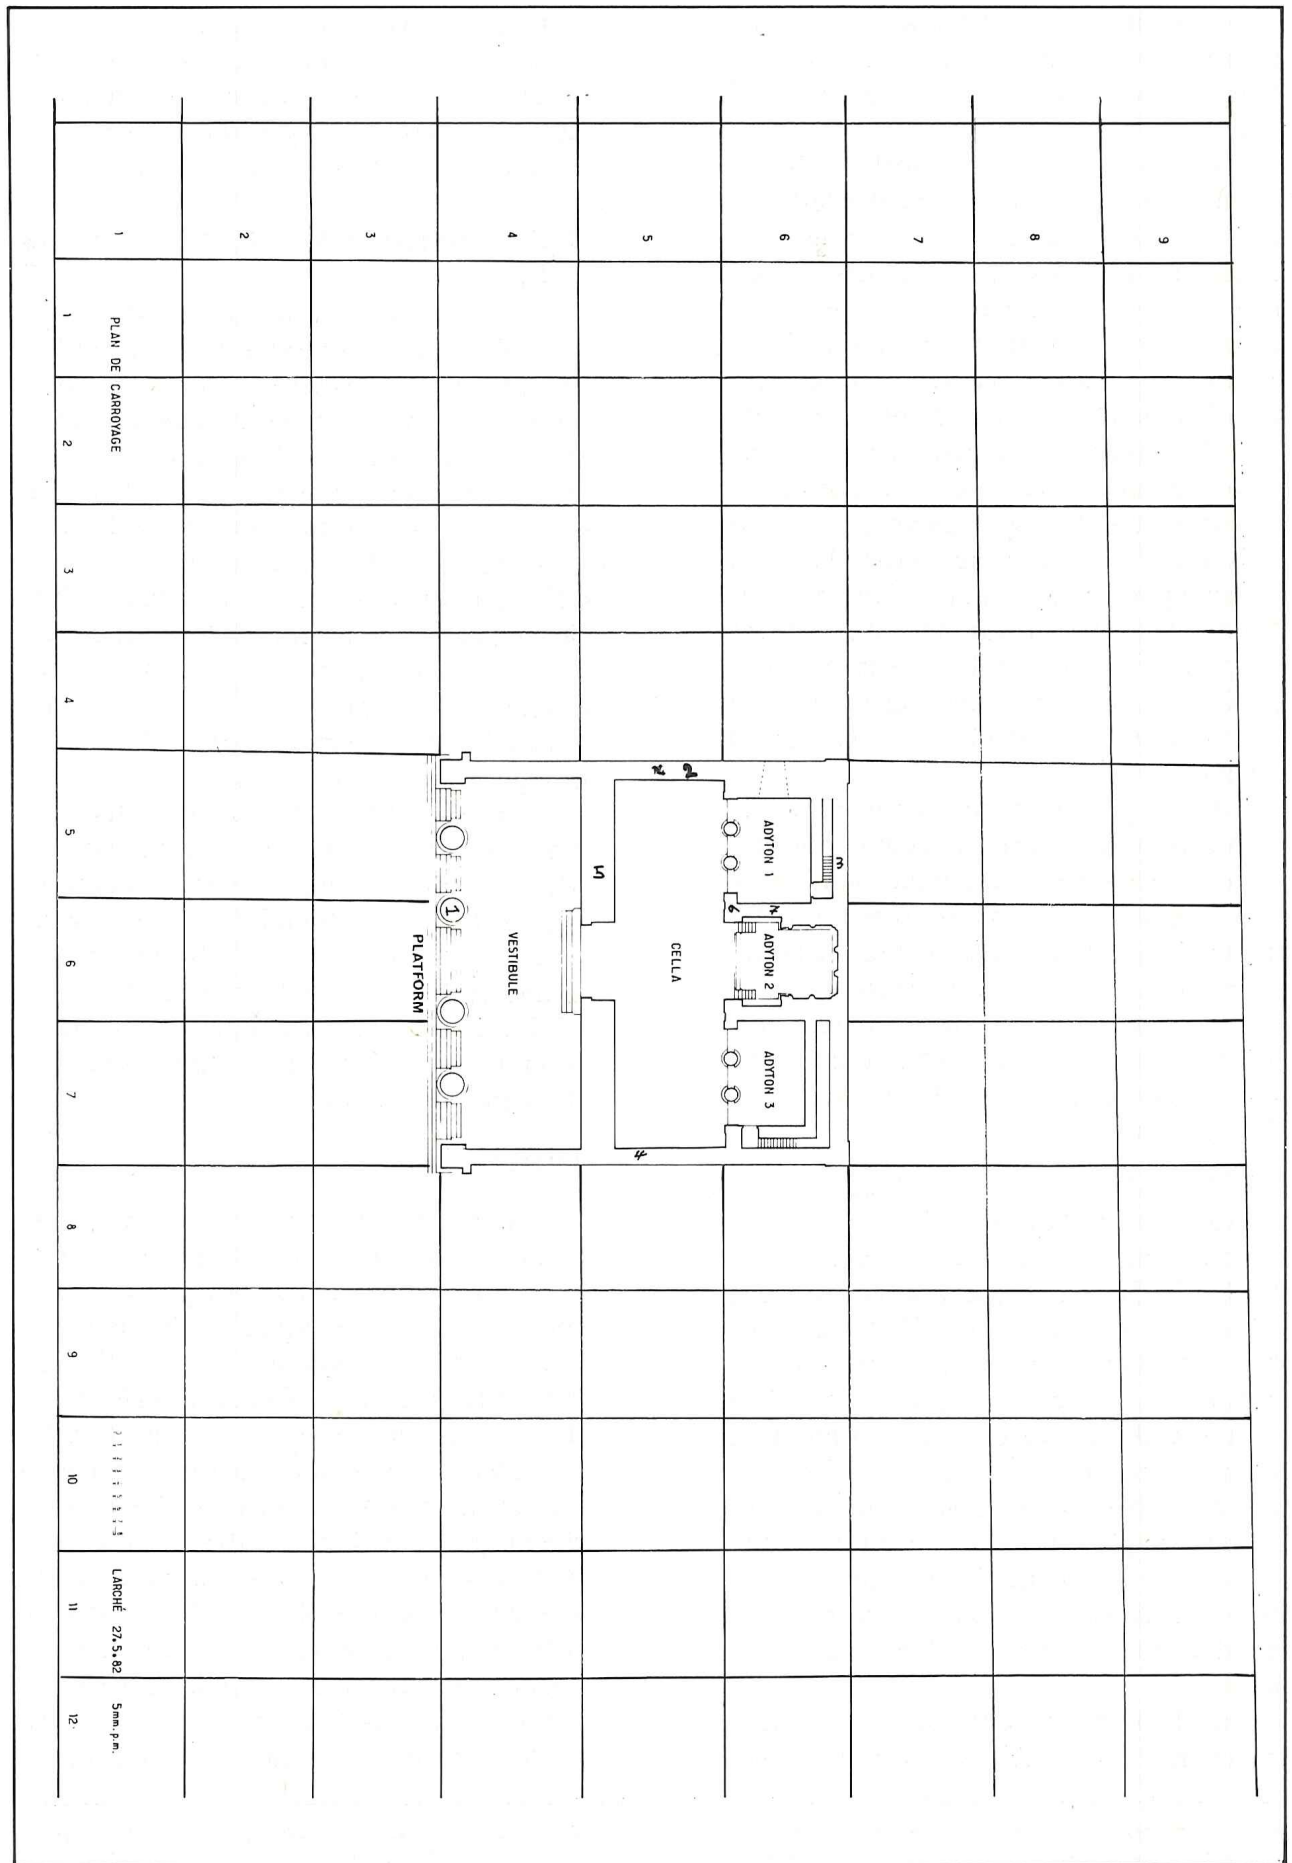 1 2 3 4 5 6 7 8 9
PLAN DE CARROYAGE
1 2 3 4 5 6 7 8 9 10 11 12
ADYTON 1
ADYTON 2
ADYTON 3
CELLA
VESTIBULE
PLATFORM
1
3
4
5
6
7
LARCHÉ 27.5.82 5mm.p.m.